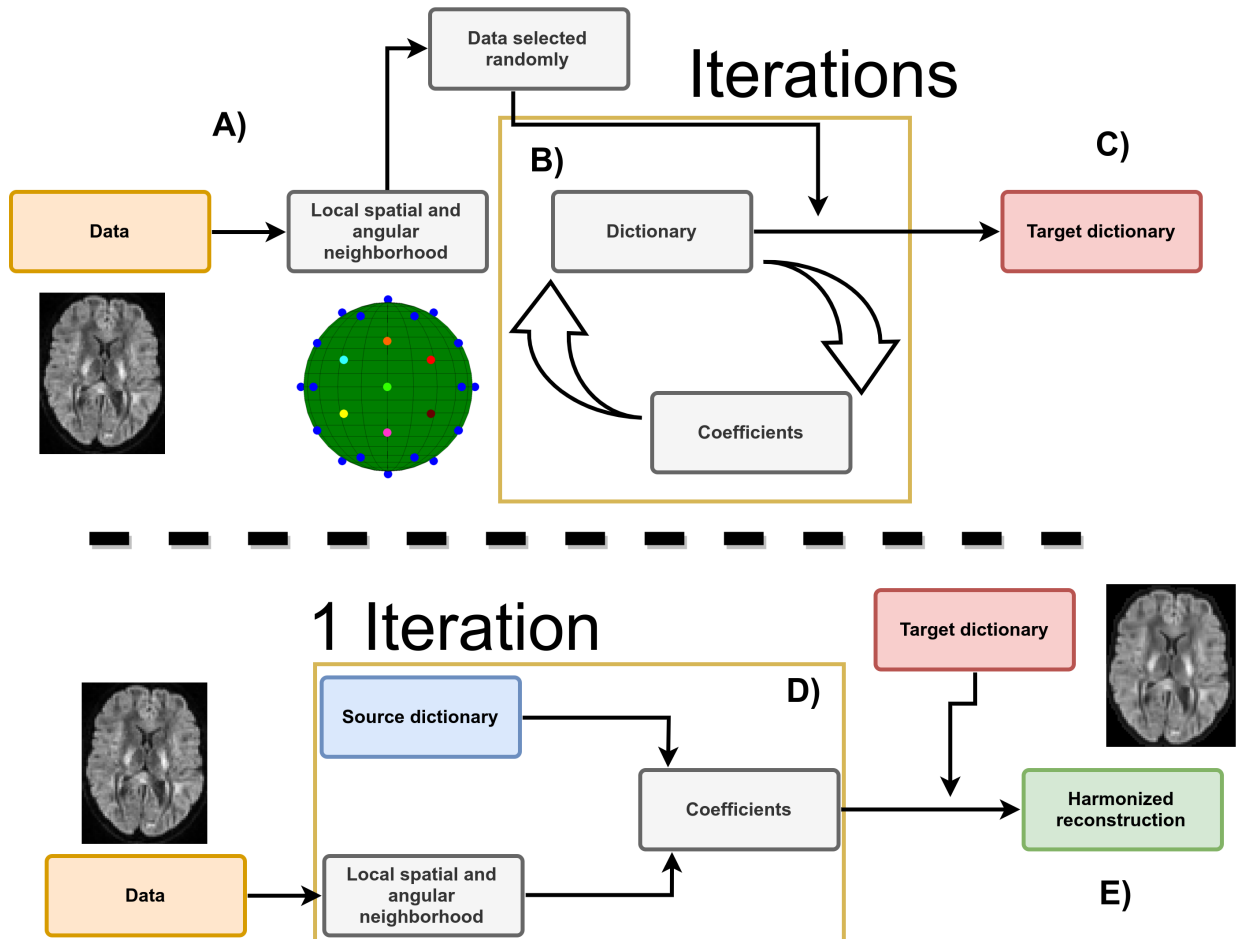 Data selected
randomly
Iterations
A)
B)
C)
Data
Local spatial and
angular
neighborhood
Dictionary
Target dictionary
Coefficients
1 Iteration
Target dictionary
D)
Source dictionary
Coefficients
Harmonized
reconstruction
Data
Local spatial and
angular
neighborhood
E)